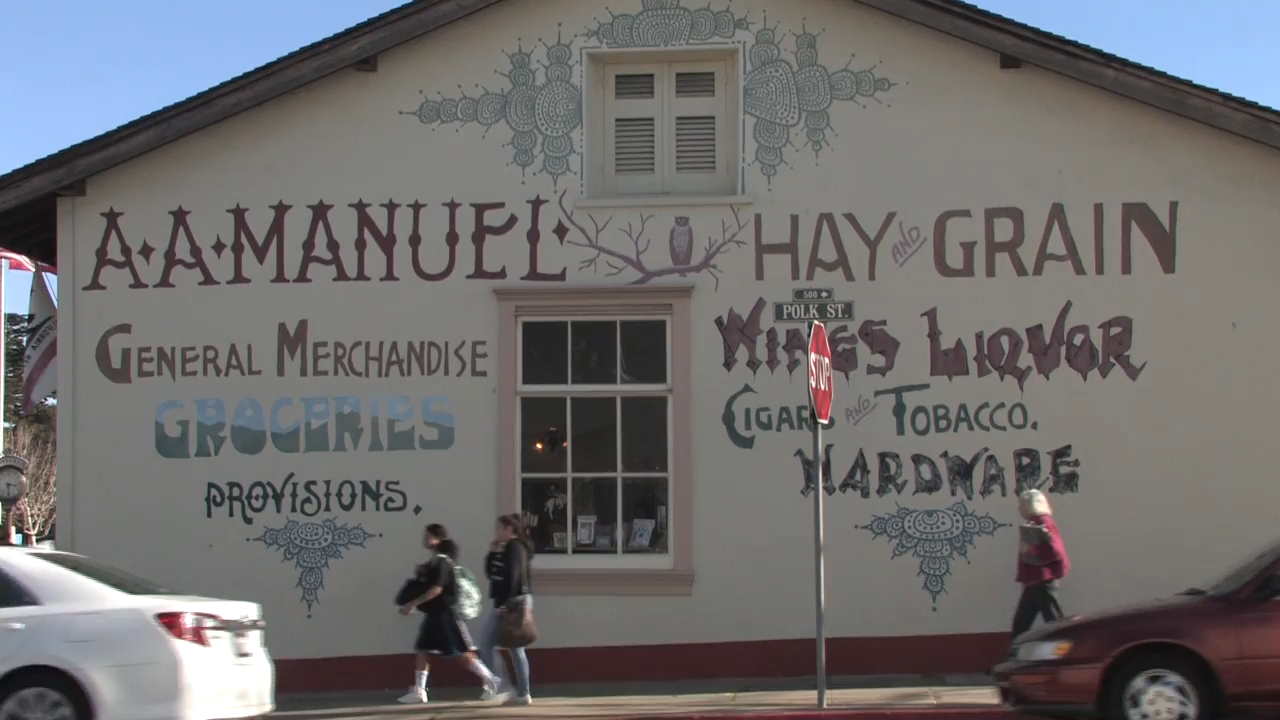 A·A·MANUEL·
HAY AND GRAIN
GENERAL MERCHANDISE
GROCERIES
PROVISIONS.
WINES LIQUOR
CIGARS AND TOBACCO.
HARDWARE
500 →
POLK ST.
STOP